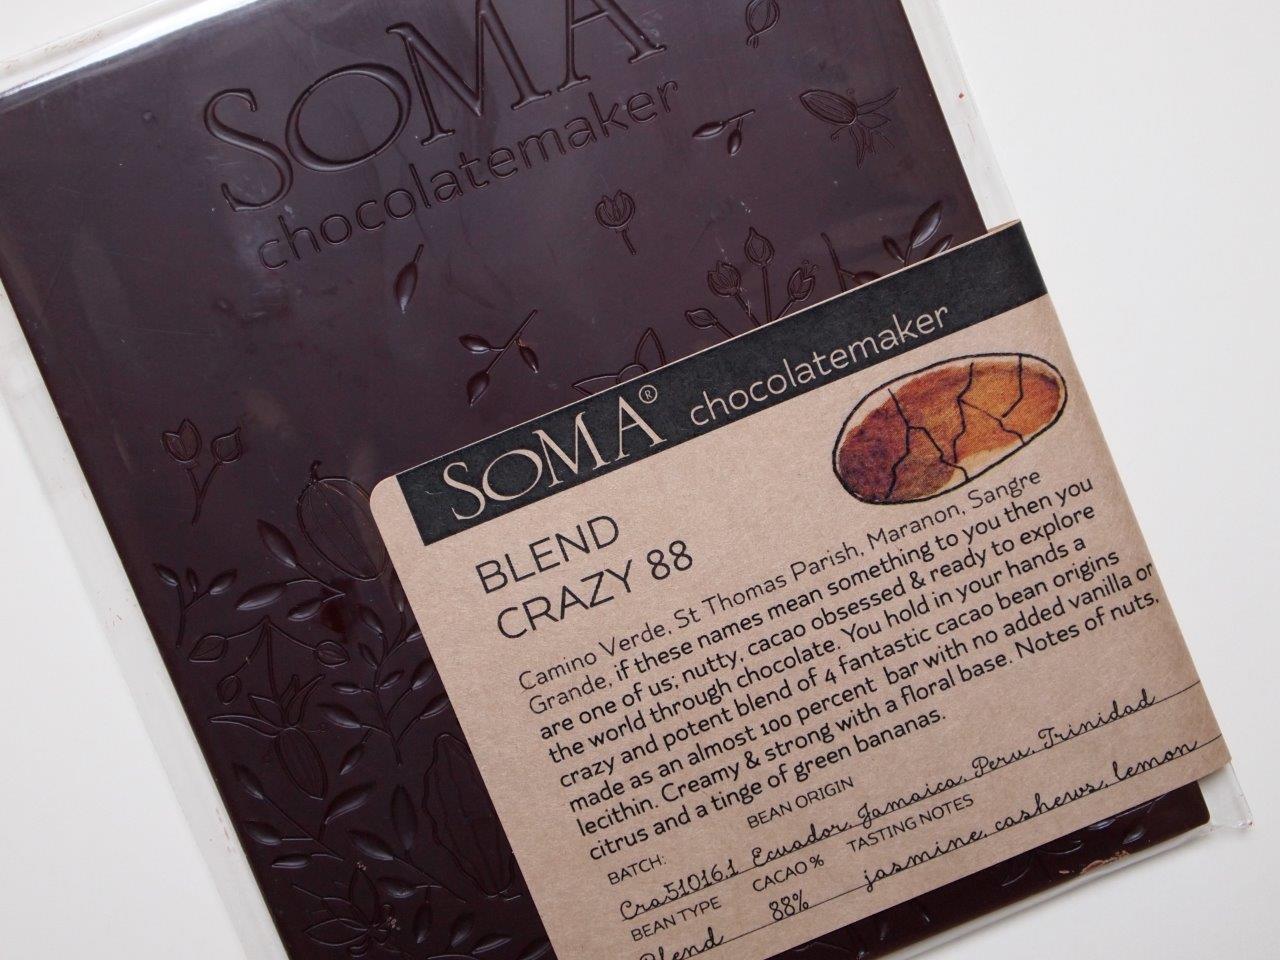 SOMA
chocolatemaker
SOMA® chocolatemaker
BLEND
CRAZY 88
Camino Verde, St Thomas Parish, Maranon, Sangre
Grande, if these names mean something to you then you
are one of us; nutty, cacao obsessed & ready to explore
the world through chocolate. You hold in your hands a
crazy and potent blend of 4 fantastic cacao bean origins
made as an almost 100 percent bar with no added vanilla or
lecithin. Creamy & strong with a floral base. Notes of nuts,
citrus and a tinge of green bananas.
BATCH: BEAN ORIGIN
Cra51016.1 Ecuador, Jamaica, Peru, Trinidad
BEAN TYPE CACAO % TASTING NOTES
Blend 88% jasmine, cashews, lemon